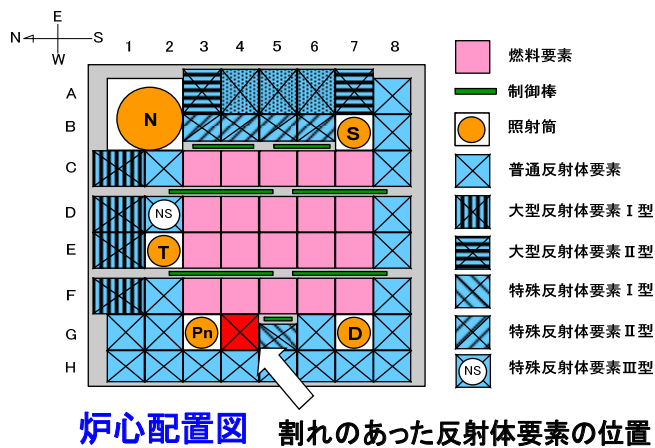 E
N S
W
1 2 3 4 5 6 7 8
A
B
C
D
E
F
G
H
N
S
NS
T
Pn
D
燃料要素
制御棒
照射筒
普通反射体要素
大型反射体要素Ⅰ型
大型反射体要素Ⅱ型
特殊反射体要素Ⅰ型
特殊反射体要素Ⅱ型
NS 特殊反射体要素Ⅲ型
炉心配置図 割れのあった反射体要素の位置